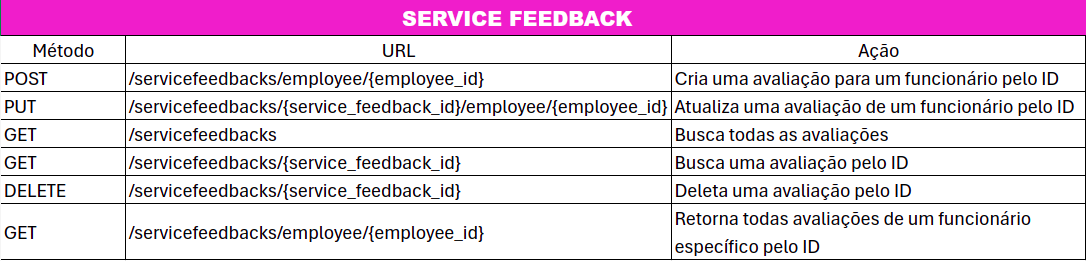 SERVICE FEEDBACK
Método URL Ação
POST /servicefeedbacks/employee/{employee_id} Cria uma avaliação para um funcionário pelo ID
PUT /servicefeedbacks/{service_feedback_id}/employee/{employee_id} Atualiza uma avaliação de um funcionário pelo ID
GET /servicefeedbacks Busca todas as avaliações
GET /servicefeedbacks/{service_feedback_id} Busca uma avaliação pelo ID
DELETE /servicefeedbacks/{service_feedback_id} Deleta uma avaliação pelo ID
GET /servicefeedbacks/employee/{employee_id} Retorna todas avaliações de um funcionário
específico pelo ID